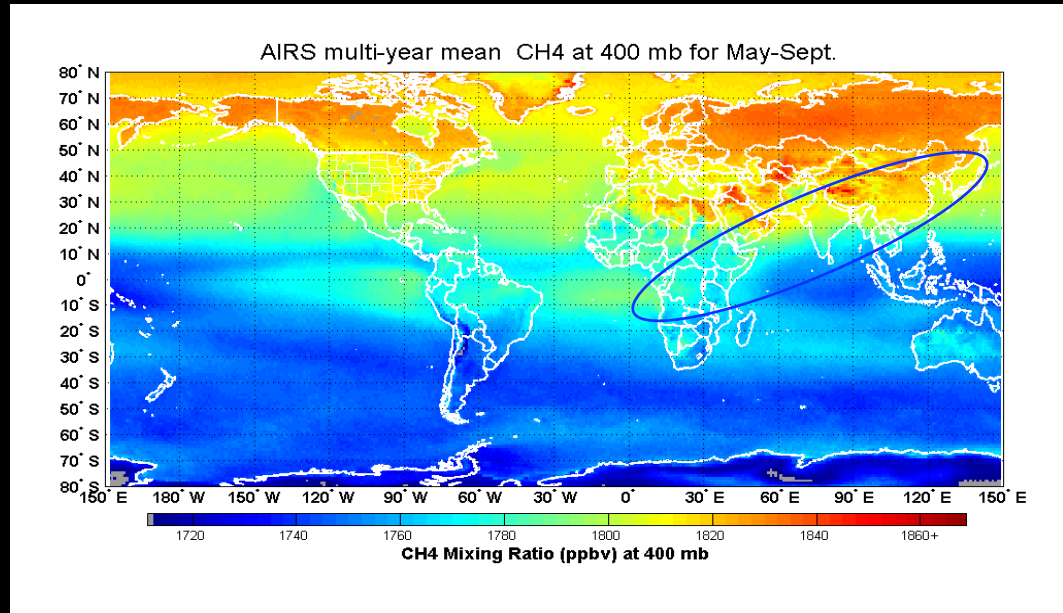 AIRS multi-year mean CH4 at 400 mb for May-Sept.
80° N
70° N
60° N
50° N
40° N
30° N
20° N
10° N
0°
10° S
20° S
30° S
40° S
50° S
60° S
70° S
80° S
150° E 180° W 150° W 120° W 90° W 60° W 30° W 0° 30° E 60° E 90° E 120° E 150° E
1720 1740 1760 1780 1800 1820 1840 1860+
CH4 Mixing Ratio (ppbv) at 400 mb